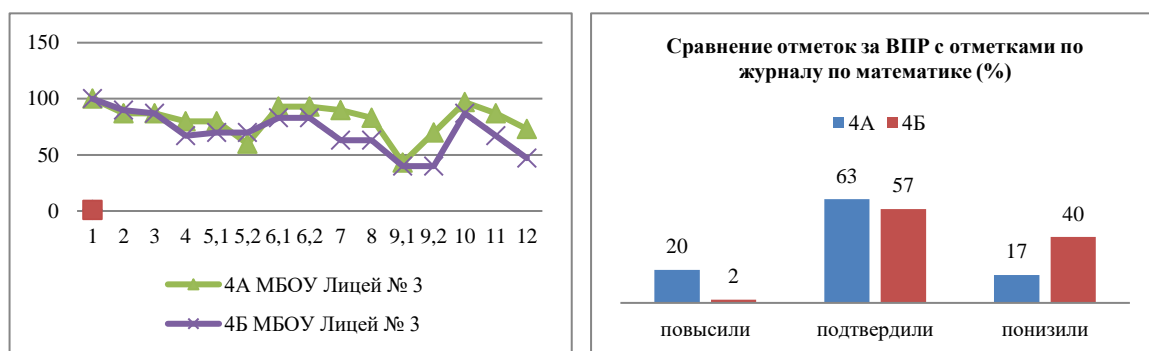 150
100
50
0
1 2 3 4 5,1 5,2 6,1 6,2 7 8 9,1 9,2 10 11 12
4А МБОУ Лицей № 3
4Б МБОУ Лицей № 3
Сравнение отметок за ВПР с отметками по
журналу по математике (%)
4А 4Б
20 2 63 57 17 40
повысили подтвердили понизили